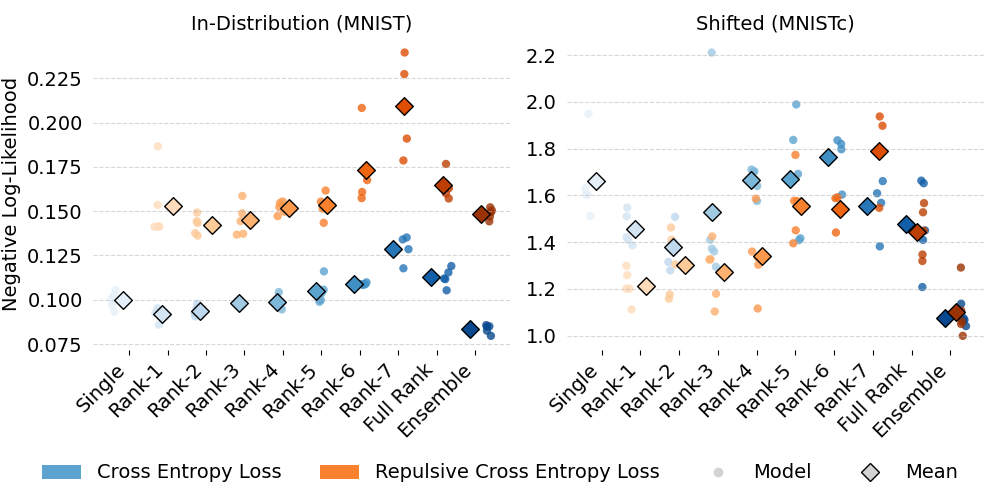 In-Distribution (MNIST)
Shifted (MNISTc)
Negative Log-Likelihood
0.225
0.200
0.175
0.150
0.125
0.100
0.075
2.2
2.0
1.8
1.6
1.4
1.2
1.0
Single
Rank-1
Rank-2
Rank-3
Rank-4
Rank-5
Rank-6
Rank-7
Full Rank
Ensemble
Single
Rank-1
Rank-2
Rank-3
Rank-4
Rank-5
Rank-6
Rank-7
Full Rank
Ensemble
Cross Entropy Loss
Repulsive Cross Entropy Loss
Model
Mean